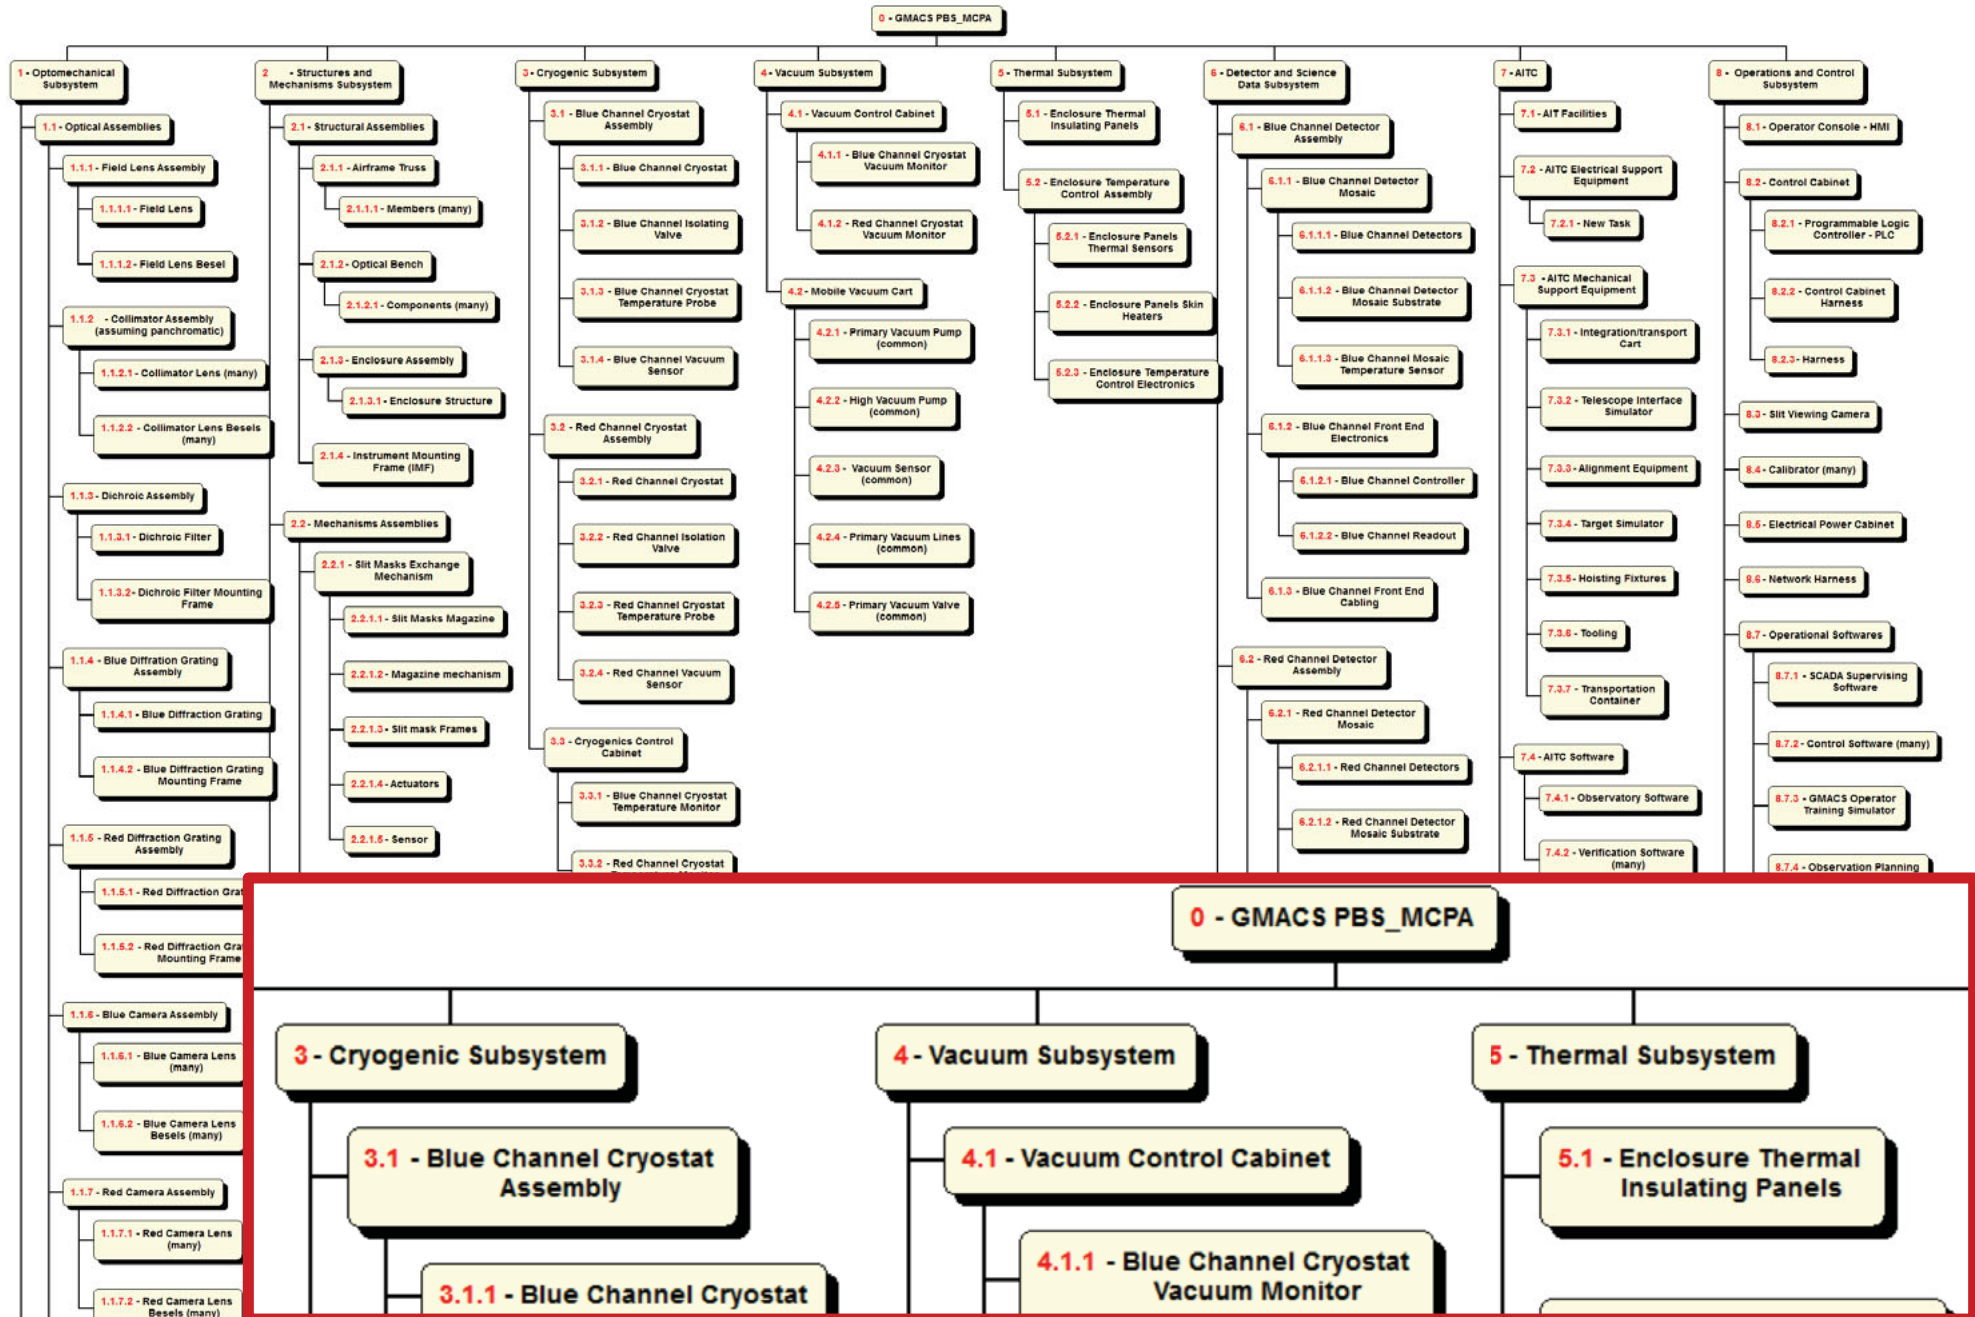 0 - GMACS PBS_MCPA
1 - Optomechanical
Subsystem
1.1 - Optical Assemblies
1.1.1 - Field Lens Assembly
1.1.1.1 - Field Lens
1.1.1.2 - Field Lens Besel
1.1.2 - Collimator Assembly
(assuming panchromatic)
1.1.2.1 - Collimator Lens (many)
1.1.2.2 - Collimator Lens Besels
(many)
1.1.3 - Dichroic Assembly
1.1.3.1 - Dichroic Filter
1.1.3.2 - Dichroic Filter Mounting
Frame
1.1.4 - Blue Diffration Grating
Assembly
1.1.4.1 - Blue Diffraction Grating
1.1.4.2 - Blue Diffraction Grating
Mounting Frame
1.1.5 - Red Diffraction Grating
Assembly
1.1.5.1 - Red Diffraction Grat
1.1.5.2 - Red Diffraction Gra
Mounting Frame
1.1.6 - Blue Camera Assembly
1.1.6.1 - Blue Camera Lens
(many)
1.1.6.2 - Blue Camera Lens
Besels (many)
1.1.7 - Red Camera Assembly
1.1.7.1 - Red Camera Lens
(many)
1.1.7.2 - Red Camera Lens
Besels (many)
2 - Structures and
Mechanisms Subsystem
2.1 - Structural Assemblies
2.1.1 - Airframe Truss
2.1.1.1 - Members (many)
2.1.2 - Optical Bench
2.1.2.1 - Components (many)
2.1.3 - Enclosure Assembly
2.1.3.1 - Enclosure Structure
2.1.4 - Instrument Mounting
Frame (IMF)
2.2 - Mechanisms Assemblies
2.2.1 - Slit Masks Exchange
Mechanism
2.2.1.1 - Slit Masks Magazine
2.2.1.2 - Magazine mechanism
2.2.1.3 - Slit mask Frames
2.2.1.4 - Actuators
2.2.1.5 - Sensor
3 - Cryogenic Subsystem
3.1 - Blue Channel Cryostat
Assembly
3.1.1 - Blue Channel Cryostat
3.1.2 - Blue Channel Isolating
Valve
3.1.3 - Blue Channel Cryostat
Temperature Probe
3.1.4 - Blue Channel Vacuum
Sensor
3.2 - Red Channel Cryostat
Assembly
3.2.1 - Red Channel Cryostat
3.2.2 - Red Channel Isolation
Valve
3.2.3 - Red Channel Cryostat
Temperature Probe
3.2.4 - Red Channel Vacuum
Sensor
3.3 - Cryogenics Control
Cabinet
3.3.1 - Blue Channel Cryostat
Temperature Monitor
3.3.2 - Red Channel Cryostat
4 - Vacuum Subsystem
4.1 - Vacuum Control Cabinet
4.1.1 - Blue Channel Cryostat
Vacuum Monitor
4.1.2 - Red Channel Cryostat
Vacuum Monitor
4.2 - Mobile Vacuum Cart
4.2.1 - Primary Vacuum Pump
(common)
4.2.2 - High Vacuum Pump
(common)
4.2.3 - Vacuum Sensor
(common)
4.2.4 - Primary Vacuum Lines
(common)
4.2.5 - Primary Vacuum Valve
(common)
5 - Thermal Subsystem
5.1 - Enclosure Thermal
Insulating Panels
5.2 - Enclosure Temperature
Control Assembly
5.2.1 - Enclosure Panels
Thermal Sensors
5.2.2 - Enclosure Panels Skin
Heaters
5.2.3 - Enclosure Temperature
Control Electronics
6 - Detector and Science
Data Subsystem
6.1 - Blue Channel Detector
Assembly
6.1.1 - Blue Channel Detector
Mosaic
6.1.1.1 - Blue Channel Detectors
6.1.1.2 - Blue Channel Detector
Mosaic Substrate
6.1.1.3 - Blue Channel Mosaic
Temperature Sensor
6.1.2 - Blue Channel Front End
Electronics
6.1.2.1 - Blue Channel Controller
6.1.2.2 - Blue Channel Readout
6.1.3 - Blue Channel Front End
Cabling
6.2 - Red Channel Detector
Assembly
6.2.1 - Red Channel Detector
Mosaic
6.2.1.1 - Red Channel Detectors
6.2.1.2 - Red Channel Detector
Mosaic Substrate
7 - AITC
7.1 - AIT Facilities
7.2 - AITC Electrical Support
Equipment
7.2.1 - New Task
7.3 - AITC Mechanical
Support Equipment
7.3.1 - Integration/transport
Cart
7.3.2 - Telescope Interface
Simulator
7.3.3 - Alignment Equipment
7.3.4 - Target Simulator
7.3.5 - Hoisting Fixtures
7.3.6 - Tooling
7.3.7 - Transportation
Container
7.4 - AITC Software
7.4.1 - Observatory Software
7.4.2 - Verification Software
(many)
8 - Operations and Control
Subsystem
8.1 - Operator Console - HMI
8.2 - Control Cabinet
8.2.1 - Programmable Logic
Controller - PLC
8.2.2 - Control Cabinet
Harness
8.2.3 - Harness
8.3 - Slit Viewing Camera
8.4 - Calibrator (many)
8.5 - Electrical Power Cabinet
8.6 - Network Harness
8.7 - Operational Softwares
8.7.1 - SCADA Supervising
Software
8.7.2 - Control Software (many)
8.7.3 - GMACS Operator
Training Simulator
8.7.4 - Observation Planning
0 - GMACS PBS_MCPA
3 - Cryogenic Subsystem
3.1 - Blue Channel Cryostat
Assembly
3.1.1 - Blue Channel Cryostat
4 - Vacuum Subsystem
4.1 - Vacuum Control Cabinet
4.1.1 - Blue Channel Cryostat
Vacuum Monitor
5 - Thermal Subsystem
5.1 - Enclosure Thermal
Insulating Panels